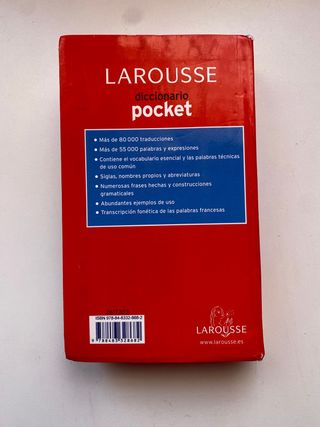 LAROUSSE
diccionario
pocket
• Más de 80 000 traducciones
• Más de 55 000 palabras y expresiones
• Contiene el vocabulario esencial y las palabras técnicas
de uso común
• Siglas, nombres propios y abreviaturas
• Numerosas frases hechas y construcciones
gramaticales
• Abundantes ejemplos de uso
• Transcripción fonética de las palabras francesas
LAROUSSE
www.larousse.es